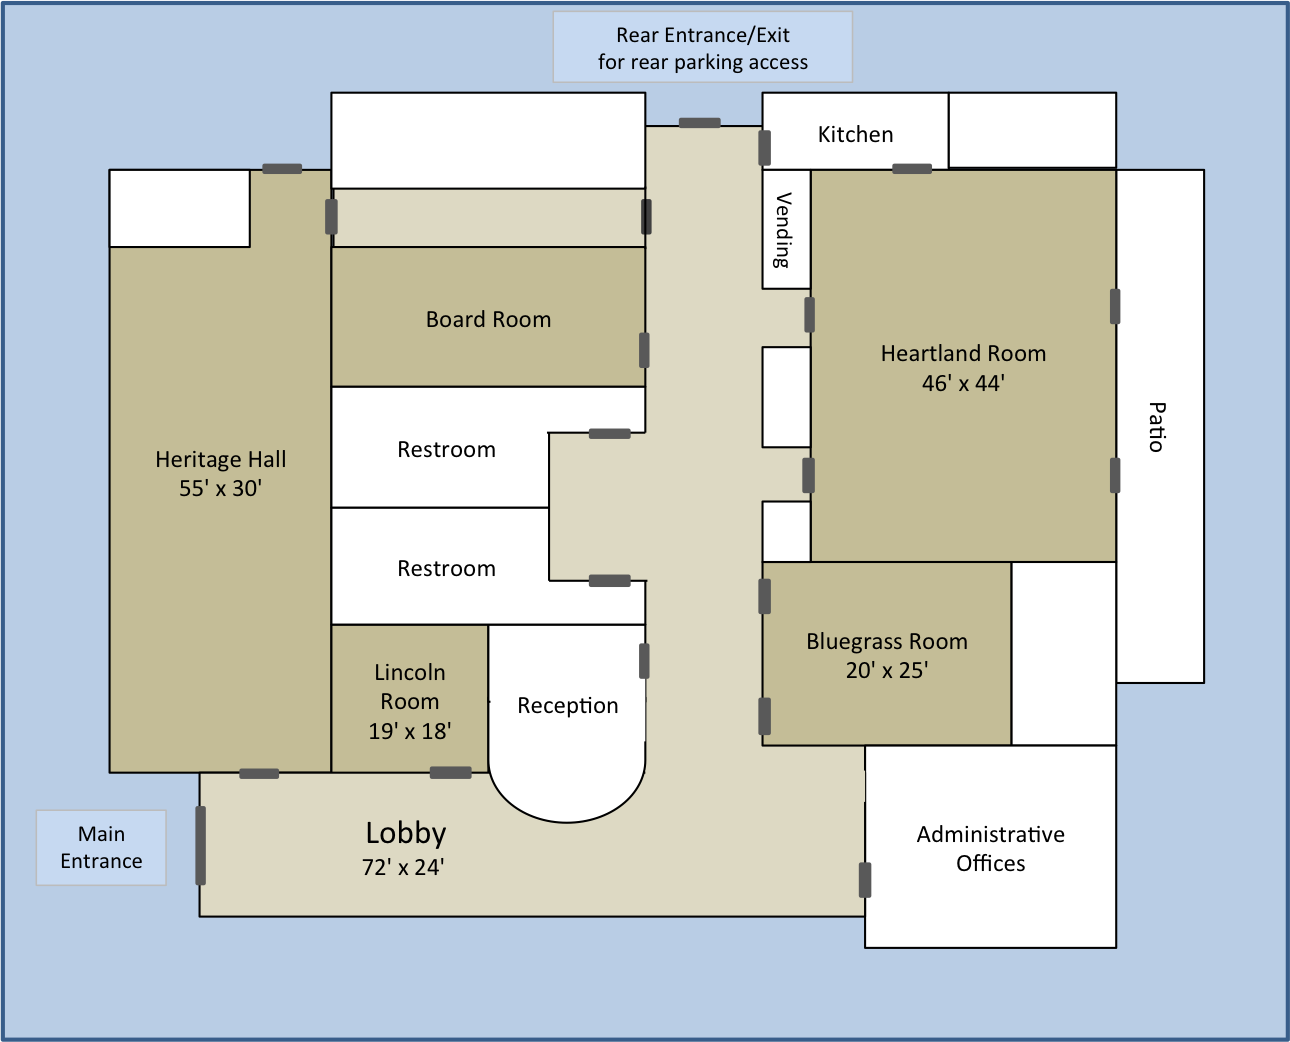 Rear Entrance/Exit
for rear parking access
Kitchen
Vending
Board Room
Heartland Room
46' x 44'
Patio
Restroom
Heritage Hall
55' x 30'
Restroom
Bluegrass Room
20' x 25'
Lincoln
Room
19' x 18'
Reception
Main
Entrance
Lobby
72' x 24'
Administrative
Offices